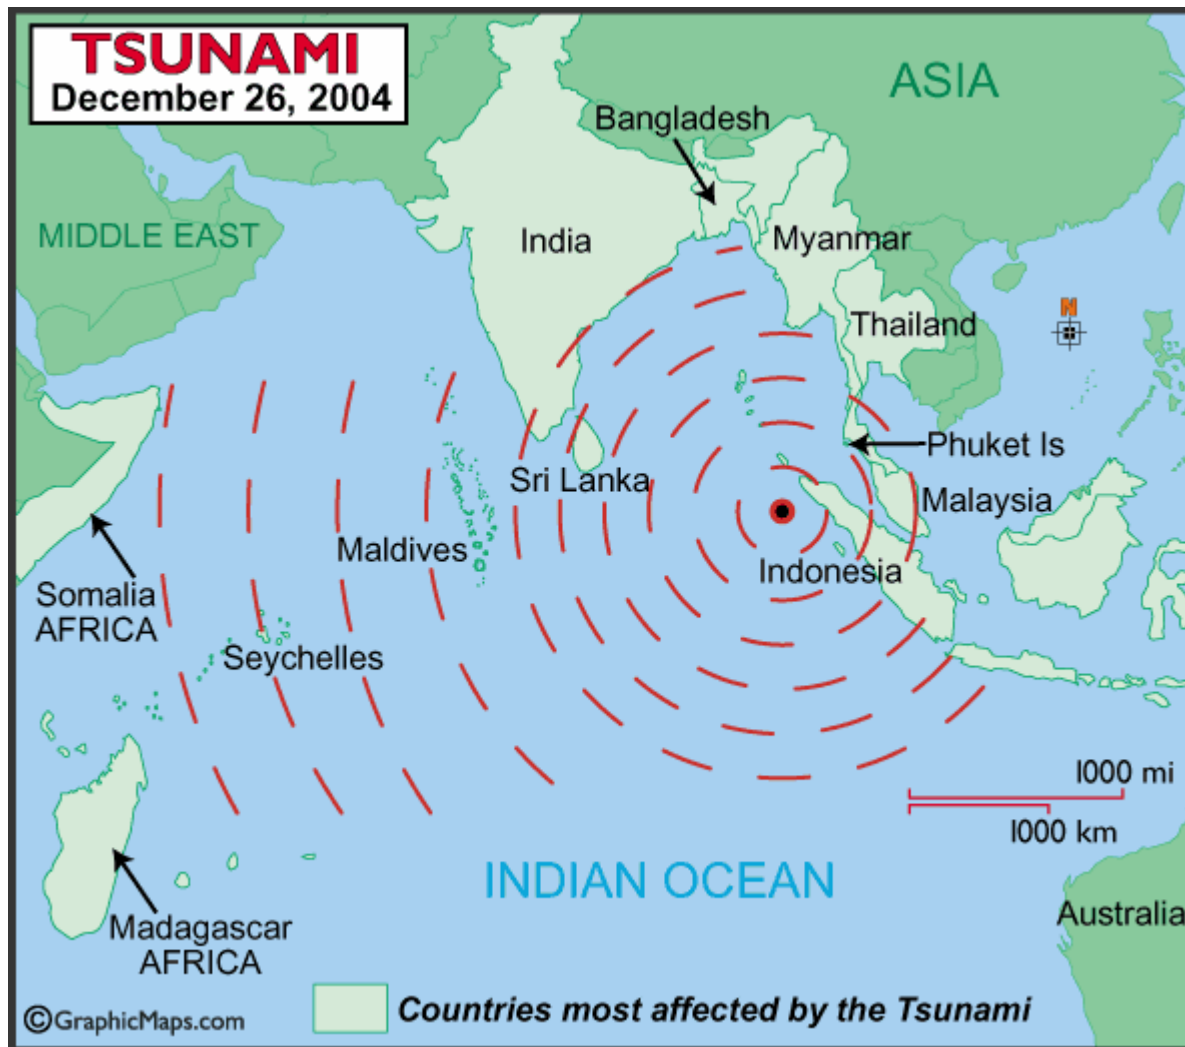 TSUNAMI
December 26, 2004
ASIA
Bangladesh
MIDDLE EAST
India
Myanmar
Thailand
N
Phuket Is
Sri Lanka
Malaysia
Maldives
Indonesia
Somalia
AFRICA
Seychelles
1000 mi
1000 km
INDIAN OCEAN
Australia
Madagascar
AFRICA
©GraphicMaps.com
Countries most affected by the Tsunami